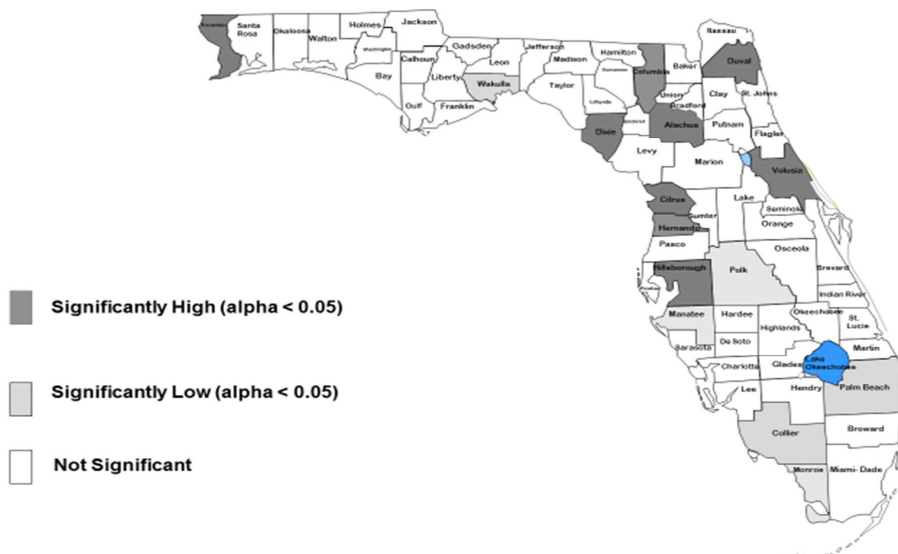 Nassau
Jackson
Holmes
Santa
Rosa
Okaloosa
Walton
Washington
Gadsden
Jefferson
Hamilton
Madison
Leon
Calhoun
Columbia
Baker
Duval
Bay
Liberty
Wakulla
Taylor
Union
Clay
St. Johns
Lafayette
Bradford
Gulf
Franklin
Dixie
Alachua
Putnam
Flagler
Levy
Marion
Volusia
Citrus
Lake
Sumter
Seminole
Hernando
Orange
Pasco
Osceola
Hillsborough
Polk
Brevard
Indian River
Significantly High (alpha < 0.05)
Manatee
Hardee
Okeechobee
St.
Lucie
Highlands
Sarasota
De Soto
Martin
Charlotte
Glades
Lake
Okeechobee
Significantly Low (alpha < 0.05)
Lee
Hendry
Palm Beach
Collier
Broward
Not Significant
Monroe
Miami- Dade